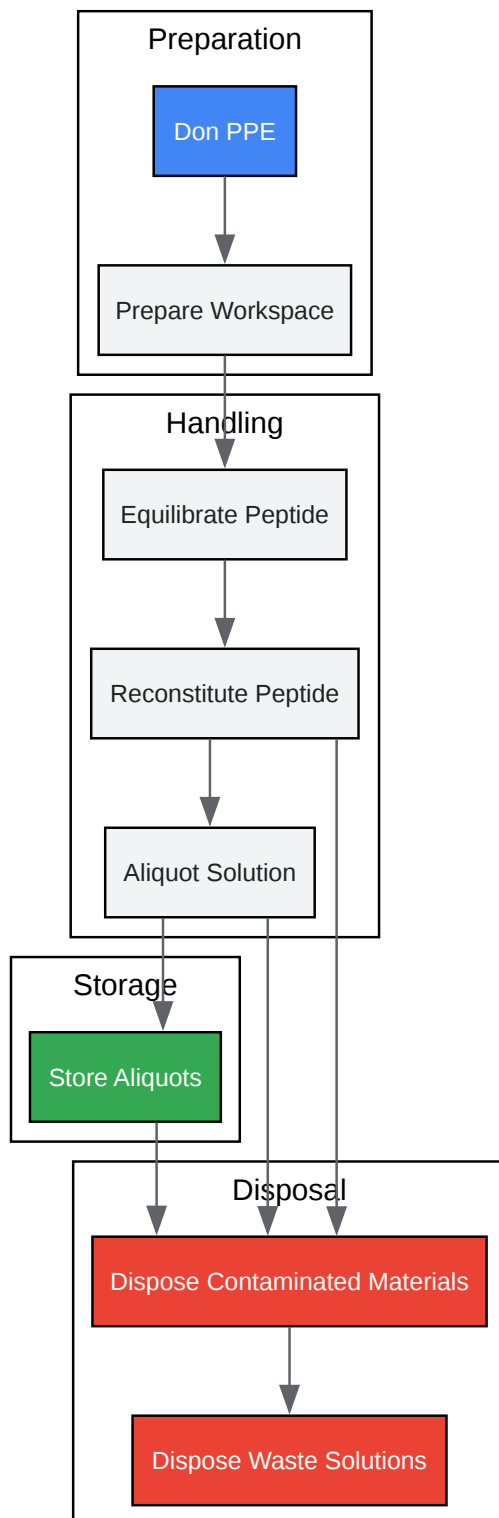 Preparation
Don PPE
Prepare Workspace
Handling
Equilibrate Peptide
Reconstitute Peptide
Aliquot Solution
Storage
Store Aliquots
Disposal
Dispose Contaminated Materials
Dispose Waste Solutions